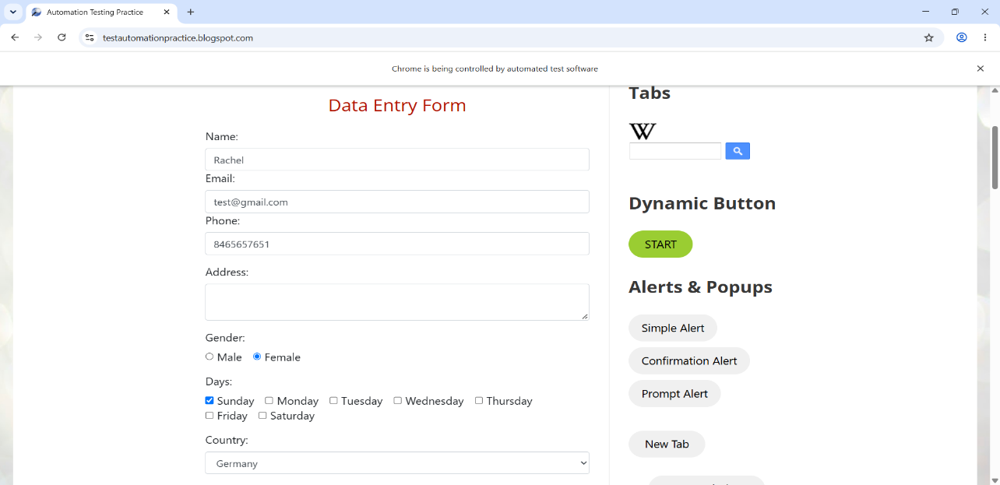 Automation Testing Practice
testautomationpractice.blogspot.com
Chrome is being controlled by automated test software
Data Entry Form
Name:
Rachel
Email:
test@gmail.com
Phone:
8465657651
Address:
Gender:
Male Female
Days:
Sunday Monday Tuesday Wednesday Thursday
Friday Saturday
Country:
Germany
Tabs
W
Dynamic Button
START
Alerts & Popups
Simple Alert
Confirmation Alert
Prompt Alert
New Tab